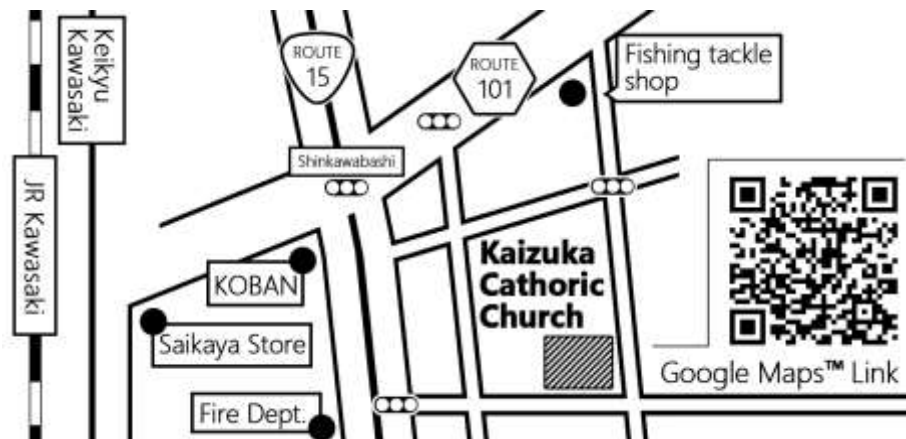 Keikyu
Kawasaki
JR Kawasaki
ROUTE
15
ROUTE
101
Fishing tackle
shop
Shinkawabashi
KOBAN
Saikaya Store
Fire Dept.
Kaizuka
Cathoric
Church
Google Maps™ Link